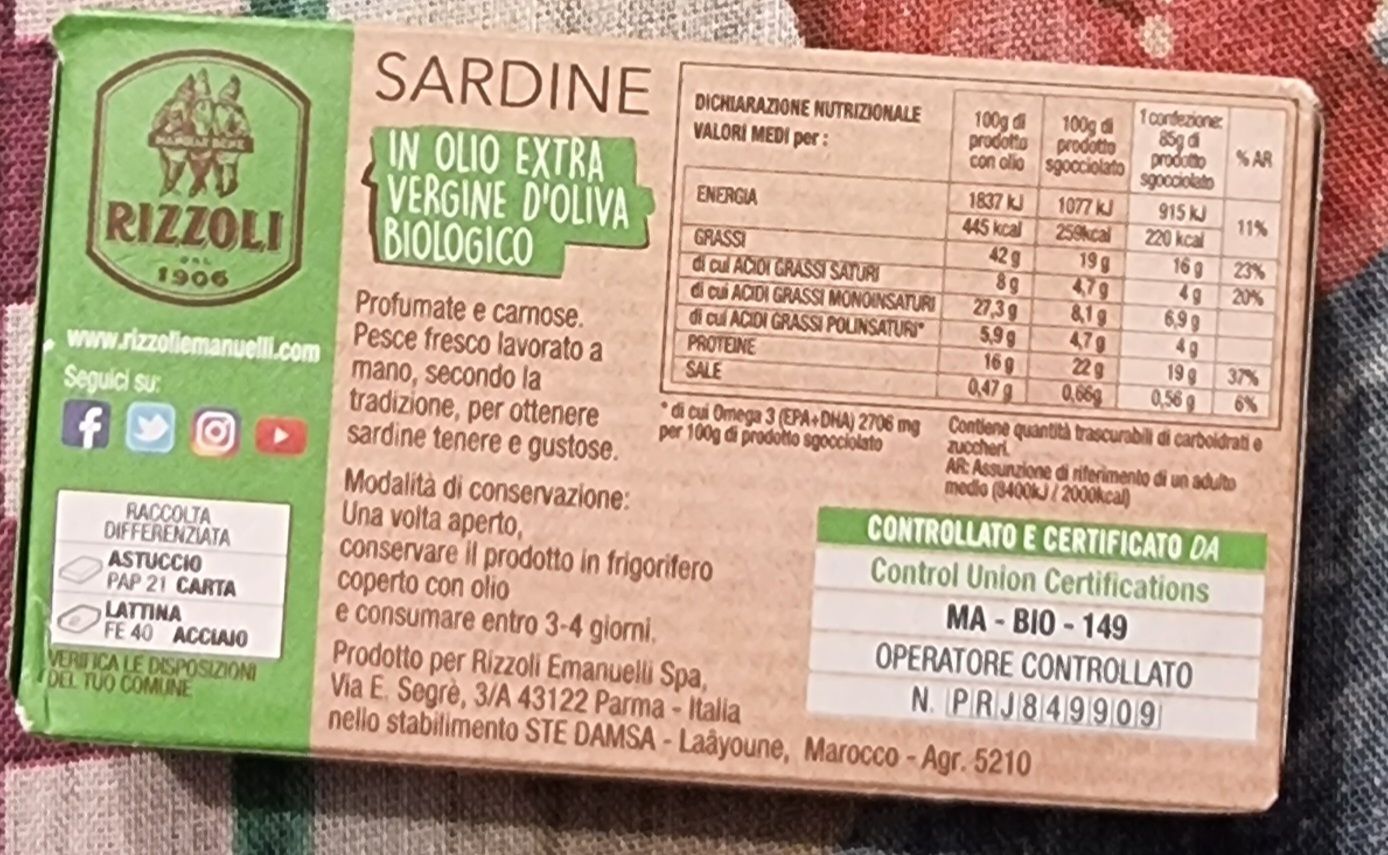 RIZZOLI
DAL
1906
www.rizzoliemanuelli.com
Seguici su:
RACCOLTA
DIFFERENZIATA
ASTUCCIO
PAP 21 CARTA
LATTINA
FE 40 ACCIAIO
VERIFICA LE DISPOSIZIONI
DEL TUO COMUNE
SARDINE
IN OLIO EXTRA
VERGINE D'OLIVA
BIOLOGICO
Profumate e carnose.
Pesce fresco lavorato a
mano, secondo la
tradizione, per ottenere
sardine tenere e gustose.
Modalità di conservazione:
Una volta aperto,
conservare il prodotto in frigorifero
coperto con olio
e consumare entro 3-4 giorni.
Prodotto per Rizzoli Emanuelli Spa,
Via E. Segrè, 3/A 43122 Parma - Italia
nello stabilimento STE DAMSA - Laâyoune, Marocco - Agr. 5210
DICHIARAZIONE NUTRIZIONALE
VALORI MEDI per :
100g di prodotto con olio
100g di prodotto sgocciolato
1 confezione: 85g di prodotto sgocciolato
% AR
ENERGIA 1837 kJ 1077 kJ 915 kJ 11%
445 kcal 259kcal 220 kcal
GRASSI 42 g 19 g 16 g 23%
di cui ACIDI GRASSI SATURI 8 g 4,7 g 4 g 20%
di cui ACIDI GRASSI MONOINSATURI 27,3 g 8,1 g 6,9 g
di cui ACIDI GRASSI POLINSATURI* 5,9 g 4,7 g 4 g
PROTEINE 16 g 22 g 19 g 37%
SALE 0,47 g 0,66g 0,56 g 6%
* di cui Omega 3 (EPA+DHA) 2706 mg
per 100g di prodotto sgocciolato
Contiene quantità trascurabili di carboidrati e
zuccheri.
AR: Assunzione di riferimento di un adulto
medio (8400kJ / 2000kcal)
CONTROLLATO E CERTIFICATO DA
Control Union Certifications
MA - BIO - 149
OPERATORE CONTROLLATO
N. PRJ849909